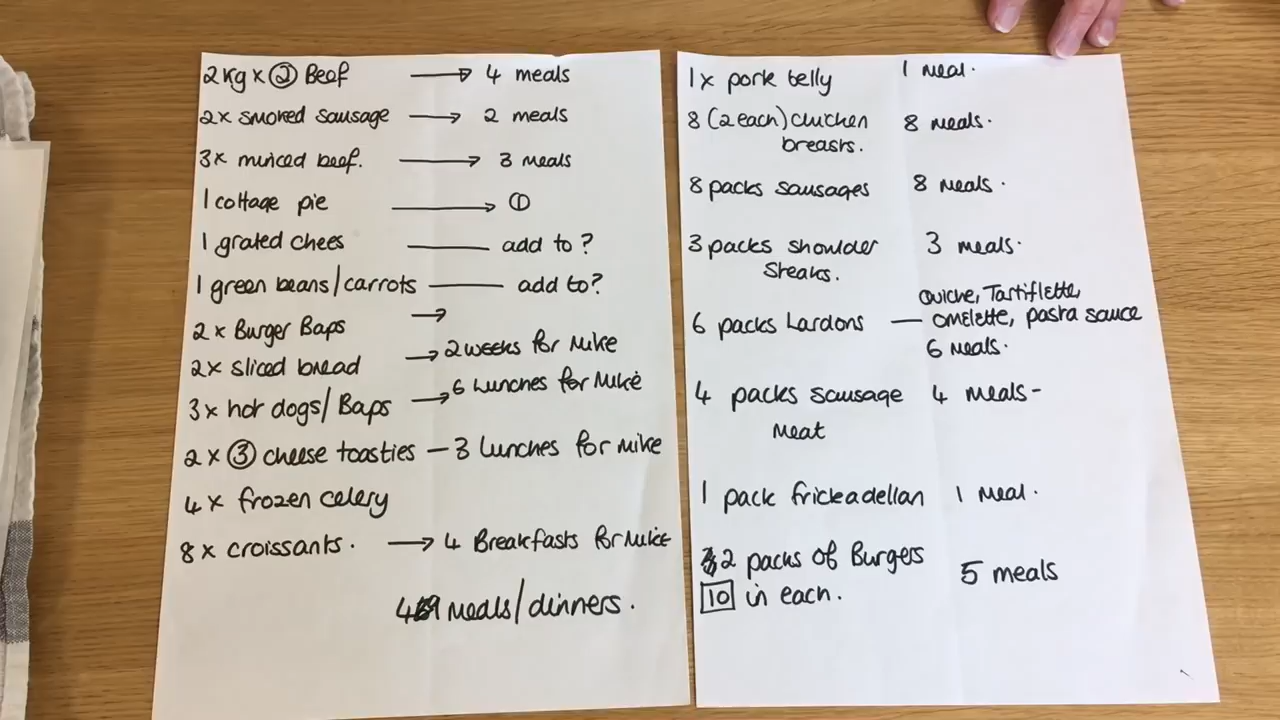 2kg x ② Beef → 4 meals
2x smoked sausage → 2 meals
3x minced beef. → 3 meals
1 cottage pie → ①
1 grated chees — add to ?
1 green beans/carrots — add to?
2 x Burger Baps →
2x sliced bread → 2 weeks for Mike
3x hot dogs/Baps → 6 Lunches for Mike
2 x ③ cheese toasties – 3 Lunches for Mike
4x frozen celery
8x croissants. → 4 Breakfasts for Mike
meals/dinners.
1x pork belly 1 meal.
8 (2 each) chicken 8 meals.
breasts.
8 packs sausages 8 meals.
3 packs shoulder 3 meals.
steaks.
Quiche, Tartiflette,
6 packs Lardons — omelette, pasta sauce
6 meals.
4 packs sausage 4 meals-
meat
1 pack frickadellan 1 meal.
2 packs of Burgers 5 meals
10 in each.